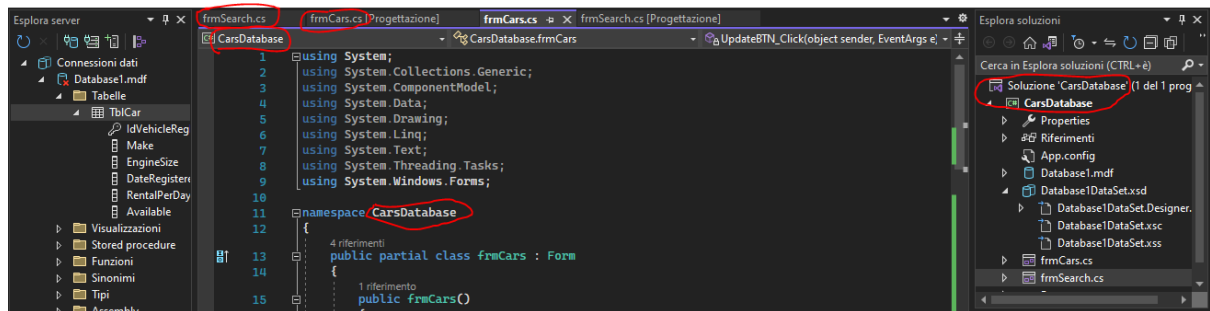 Esplora server
Connessioni dati
Database1.mdf
Tabelle
TblCar
IdVehicleReg
Make
EngineSize
DateRegistere
RentalPerDay
Available
Visualizzazioni
Stored procedure
Funzioni
Sinonimi
Tipi
Assembly
frmSearch.cs frmCars.cs [Progettazione] frmCars.cs frmSearch.cs [Progettazione]
CarsDatabase CarsDatabase.frmCars UpdateBTN_Click(object sender, EventArgs e)
1 using System;
2 using System.Collections.Generic;
3 using System.ComponentModel;
4 using System.Data;
5 using System.Drawing;
6 using System.Linq;
7 using System.Text;
8 using System.Threading.Tasks;
9 using System.Windows.Forms;
10
11 namespace CarsDatabase
12 {
4 riferimenti
13 public partial class frmCars : Form
14 {
1 riferimento
15 public frmCars()
Esplora soluzioni
Cerca in Esplora soluzioni (CTRL+è)
Soluzione 'CarsDatabase' (1 del 1 prog
CarsDatabase
Properties
Riferimenti
App.config
Database1.mdf
Database1DataSet.xsd
Database1DataSet.Designer.
Database1DataSet.xsc
Database1DataSet.xss
frmCars.cs
frmSearch.cs